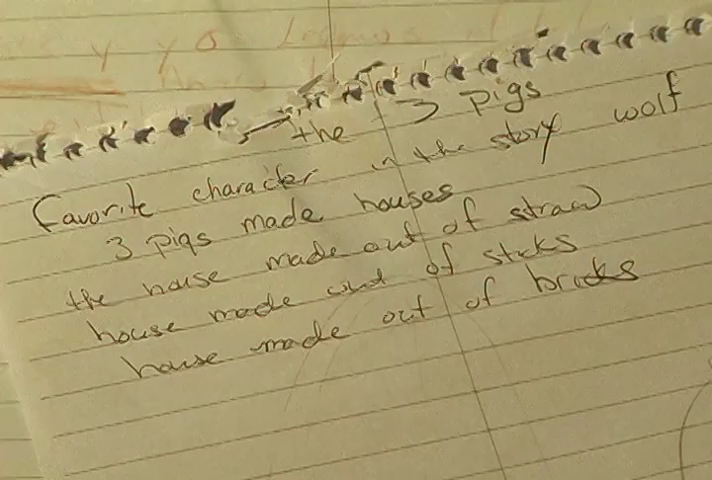 the 3 pigs
Favorite character in the story wolf
3 pigs made houses
the house made out of straw
house made out of sticks
house made out of bricks